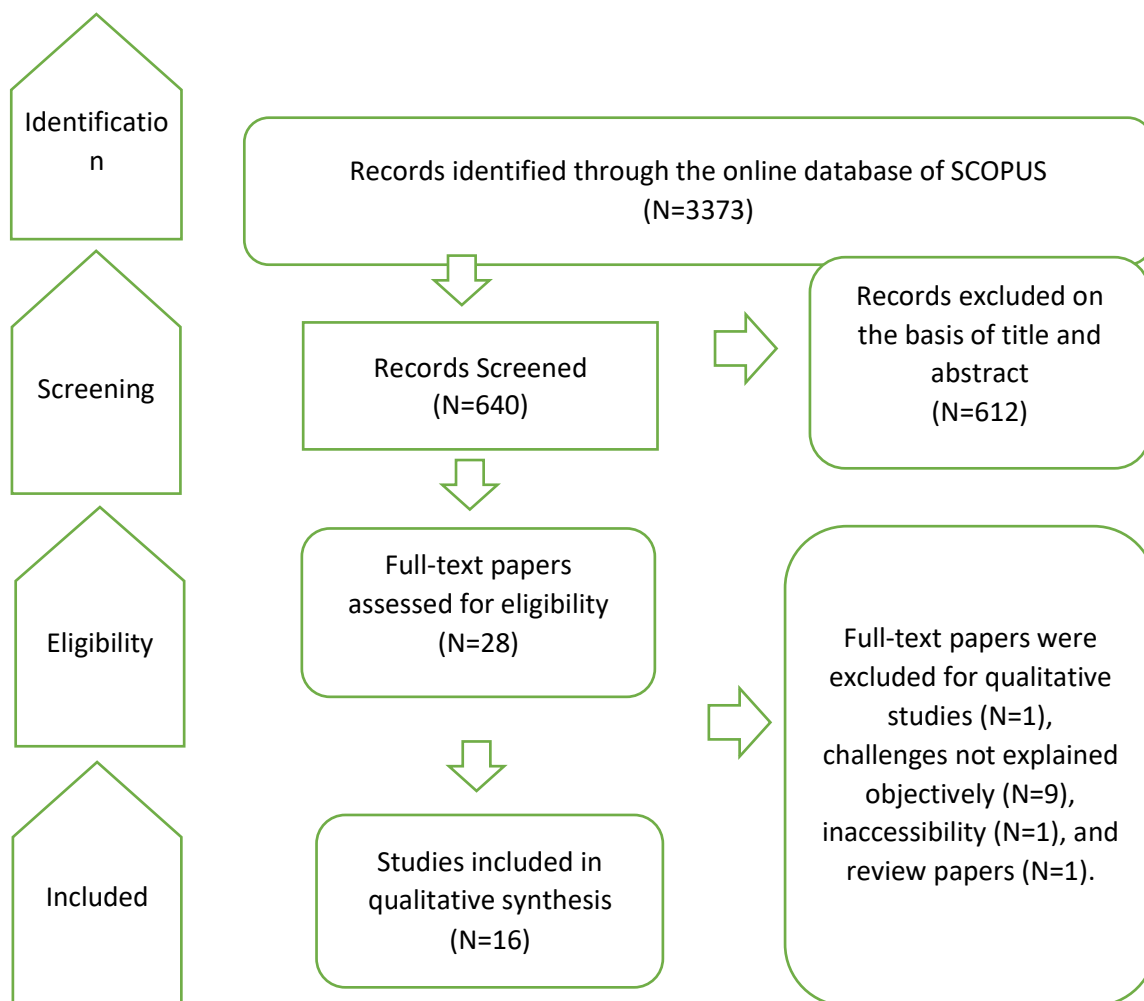 Identificatio
n
Records identified through the online database of SCOPUS
(N=3373)
Screening
Records Screened
(N=640)
Records excluded on
the basis of title and
abstract
(N=612)
Eligibility
Full-text papers
assessed for eligibility
(N=28)
Full-text papers were
excluded for qualitative
studies (N=1),
challenges not explained
objectively (N=9),
inaccessibility (N=1), and
review papers (N=1).
Included
Studies included in
qualitative synthesis
(N=16)